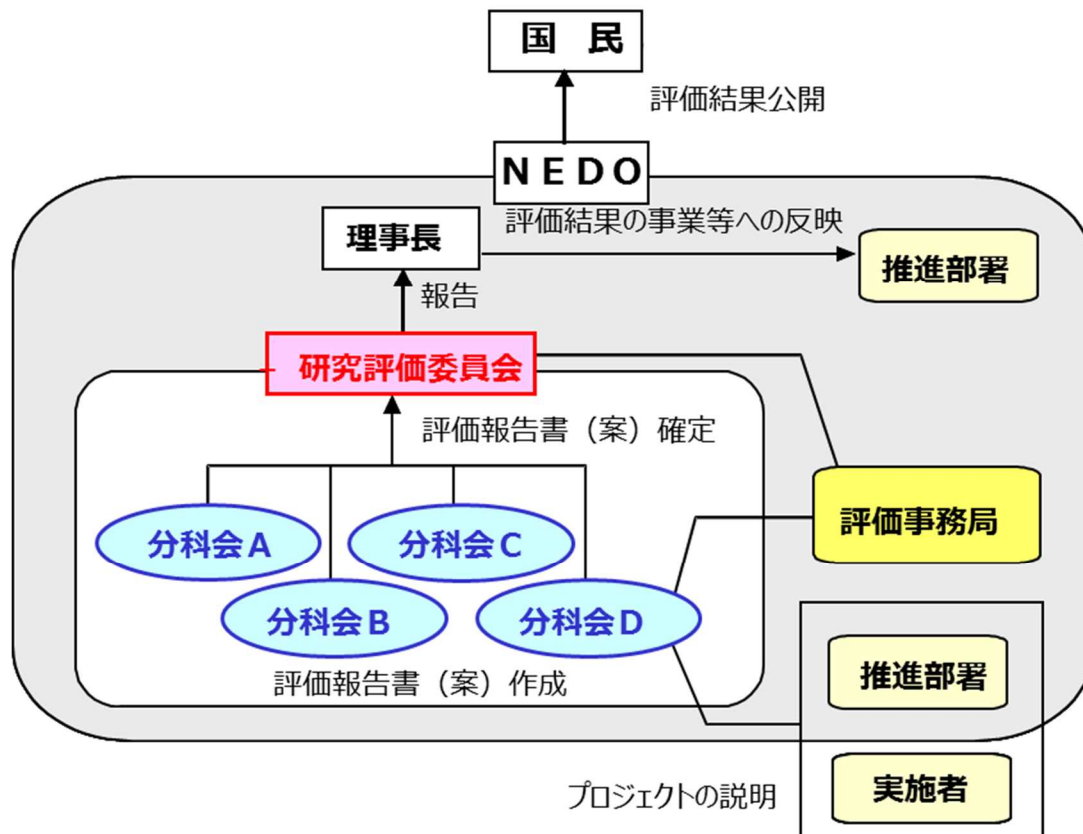 国 民
評価結果公開
NEDO
評価結果の事業等への反映
理事長
推進部署
報告
研究評価委員会
評価報告書（案）確定
評価事務局
分科会A
分科会C
分科会B
分科会D
評価報告書（案）作成
推進部署
プロジェクトの説明
実施者